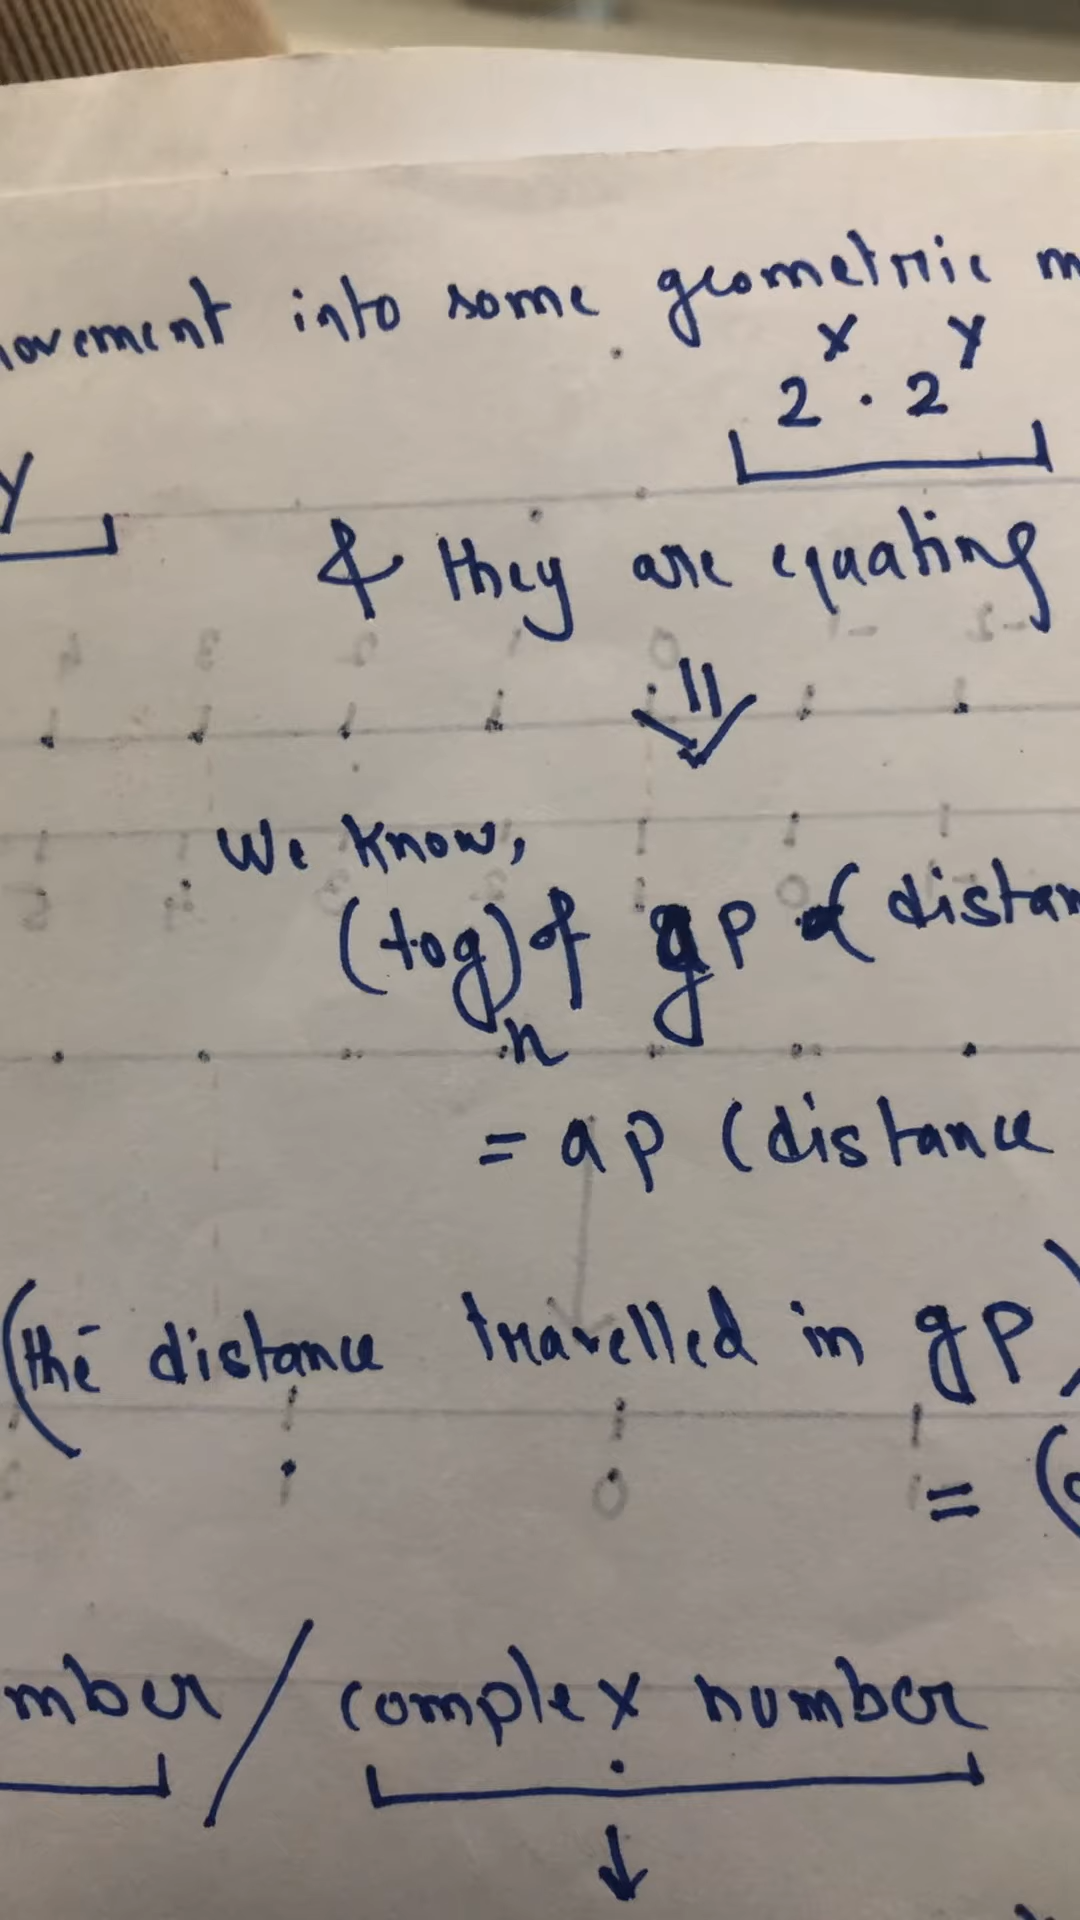 into some geometric
2^x . 2^y
y
& they are equating
We know,
(log)n of gp (distan
= ap (distance
(the distance travelled in gp)
= (
mber / complex number